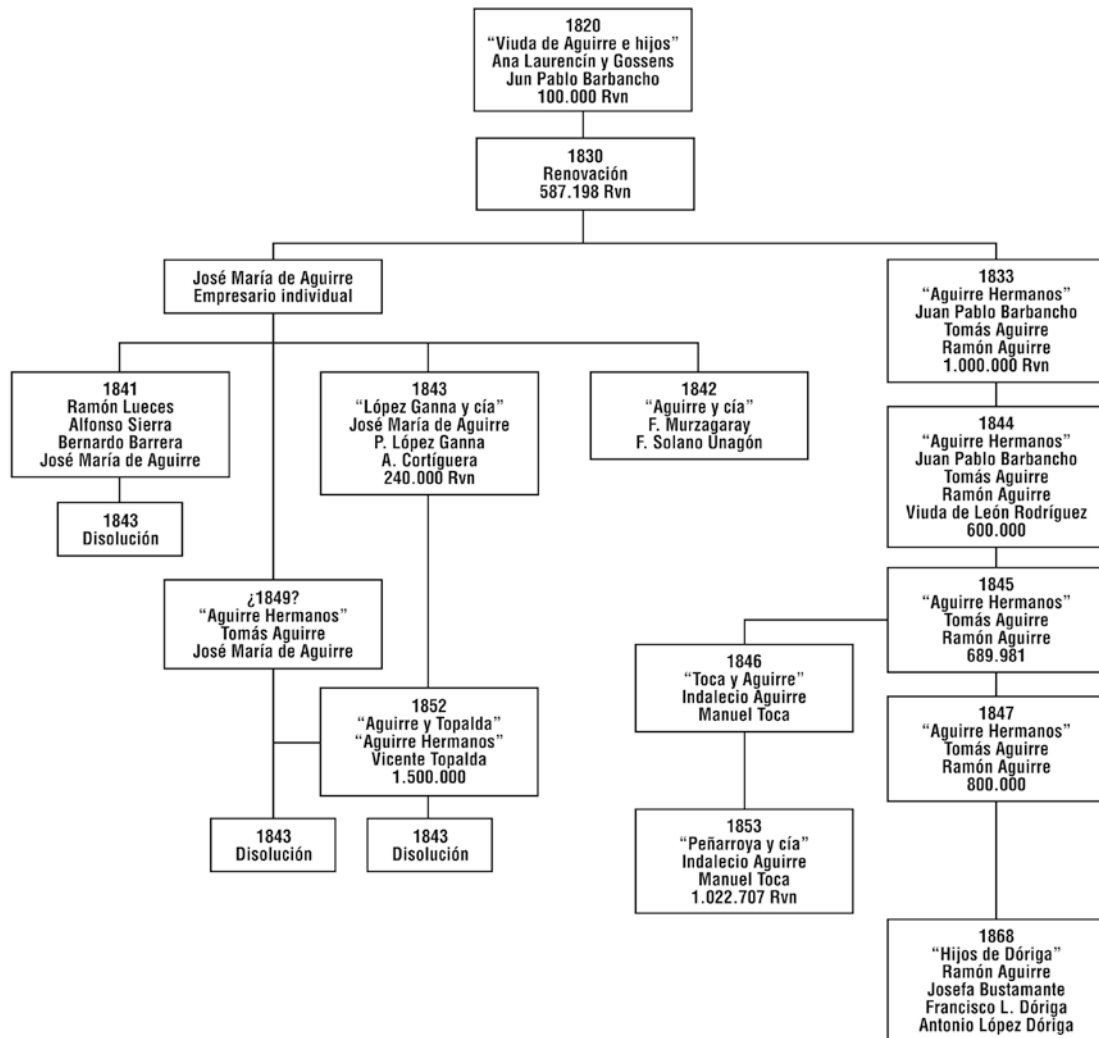 1820
“Viuda de Aguirre e hijos”
Ana Laurencín y Gossens
Jun Pablo Barbancho
100.000 Rvn
1830
Renovación
587.198 Rvn
José María de Aguirre
Empresario individual
1833
“Aguirre Hermanos”
Juan Pablo Barbancho
Tomás Aguirre
Ramón Aguirre
1.000.000 Rvn
1841
Ramón Lueces
Alfonso Sierra
Bernardo Barrera
José María de Aguirre
1843
“López Ganna y cía”
José María de Aguirre
P. López Ganna
A. Cortíguera
240.000 Rvn
1842
“Aguirre y cía”
F. Murzagaray
F. Solano Unagón
1844
“Aguirre Hermanos”
Juan Pablo Barbancho
Tomás Aguirre
Ramón Aguirre
Viuda de León Rodríguez
600.000
1843
Disolución
¿1849?
“Aguirre Hermanos”
Tomás Aguirre
José María de Aguirre
1845
“Aguirre Hermanos”
Tomás Aguirre
Ramón Aguirre
689.981
1846
“Toca y Aguirre”
Indalecio Aguirre
Manuel Toca
1852
“Aguirre y Topalda”
“Aguirre Hermanos”
Vicente Topalda
1.500.000
1847
“Aguirre Hermanos”
Tomás Aguirre
Ramón Aguirre
800.000
1843
Disolución
1843
Disolución
1853
“Peñarroya y cía”
Indalecio Aguirre
Manuel Toca
1.022.707 Rvn
1868
“Hijos de Dóriga”
Ramón Aguirre
Josefa Bustamante
Francisco L. Dóriga
Antonio López Dóriga